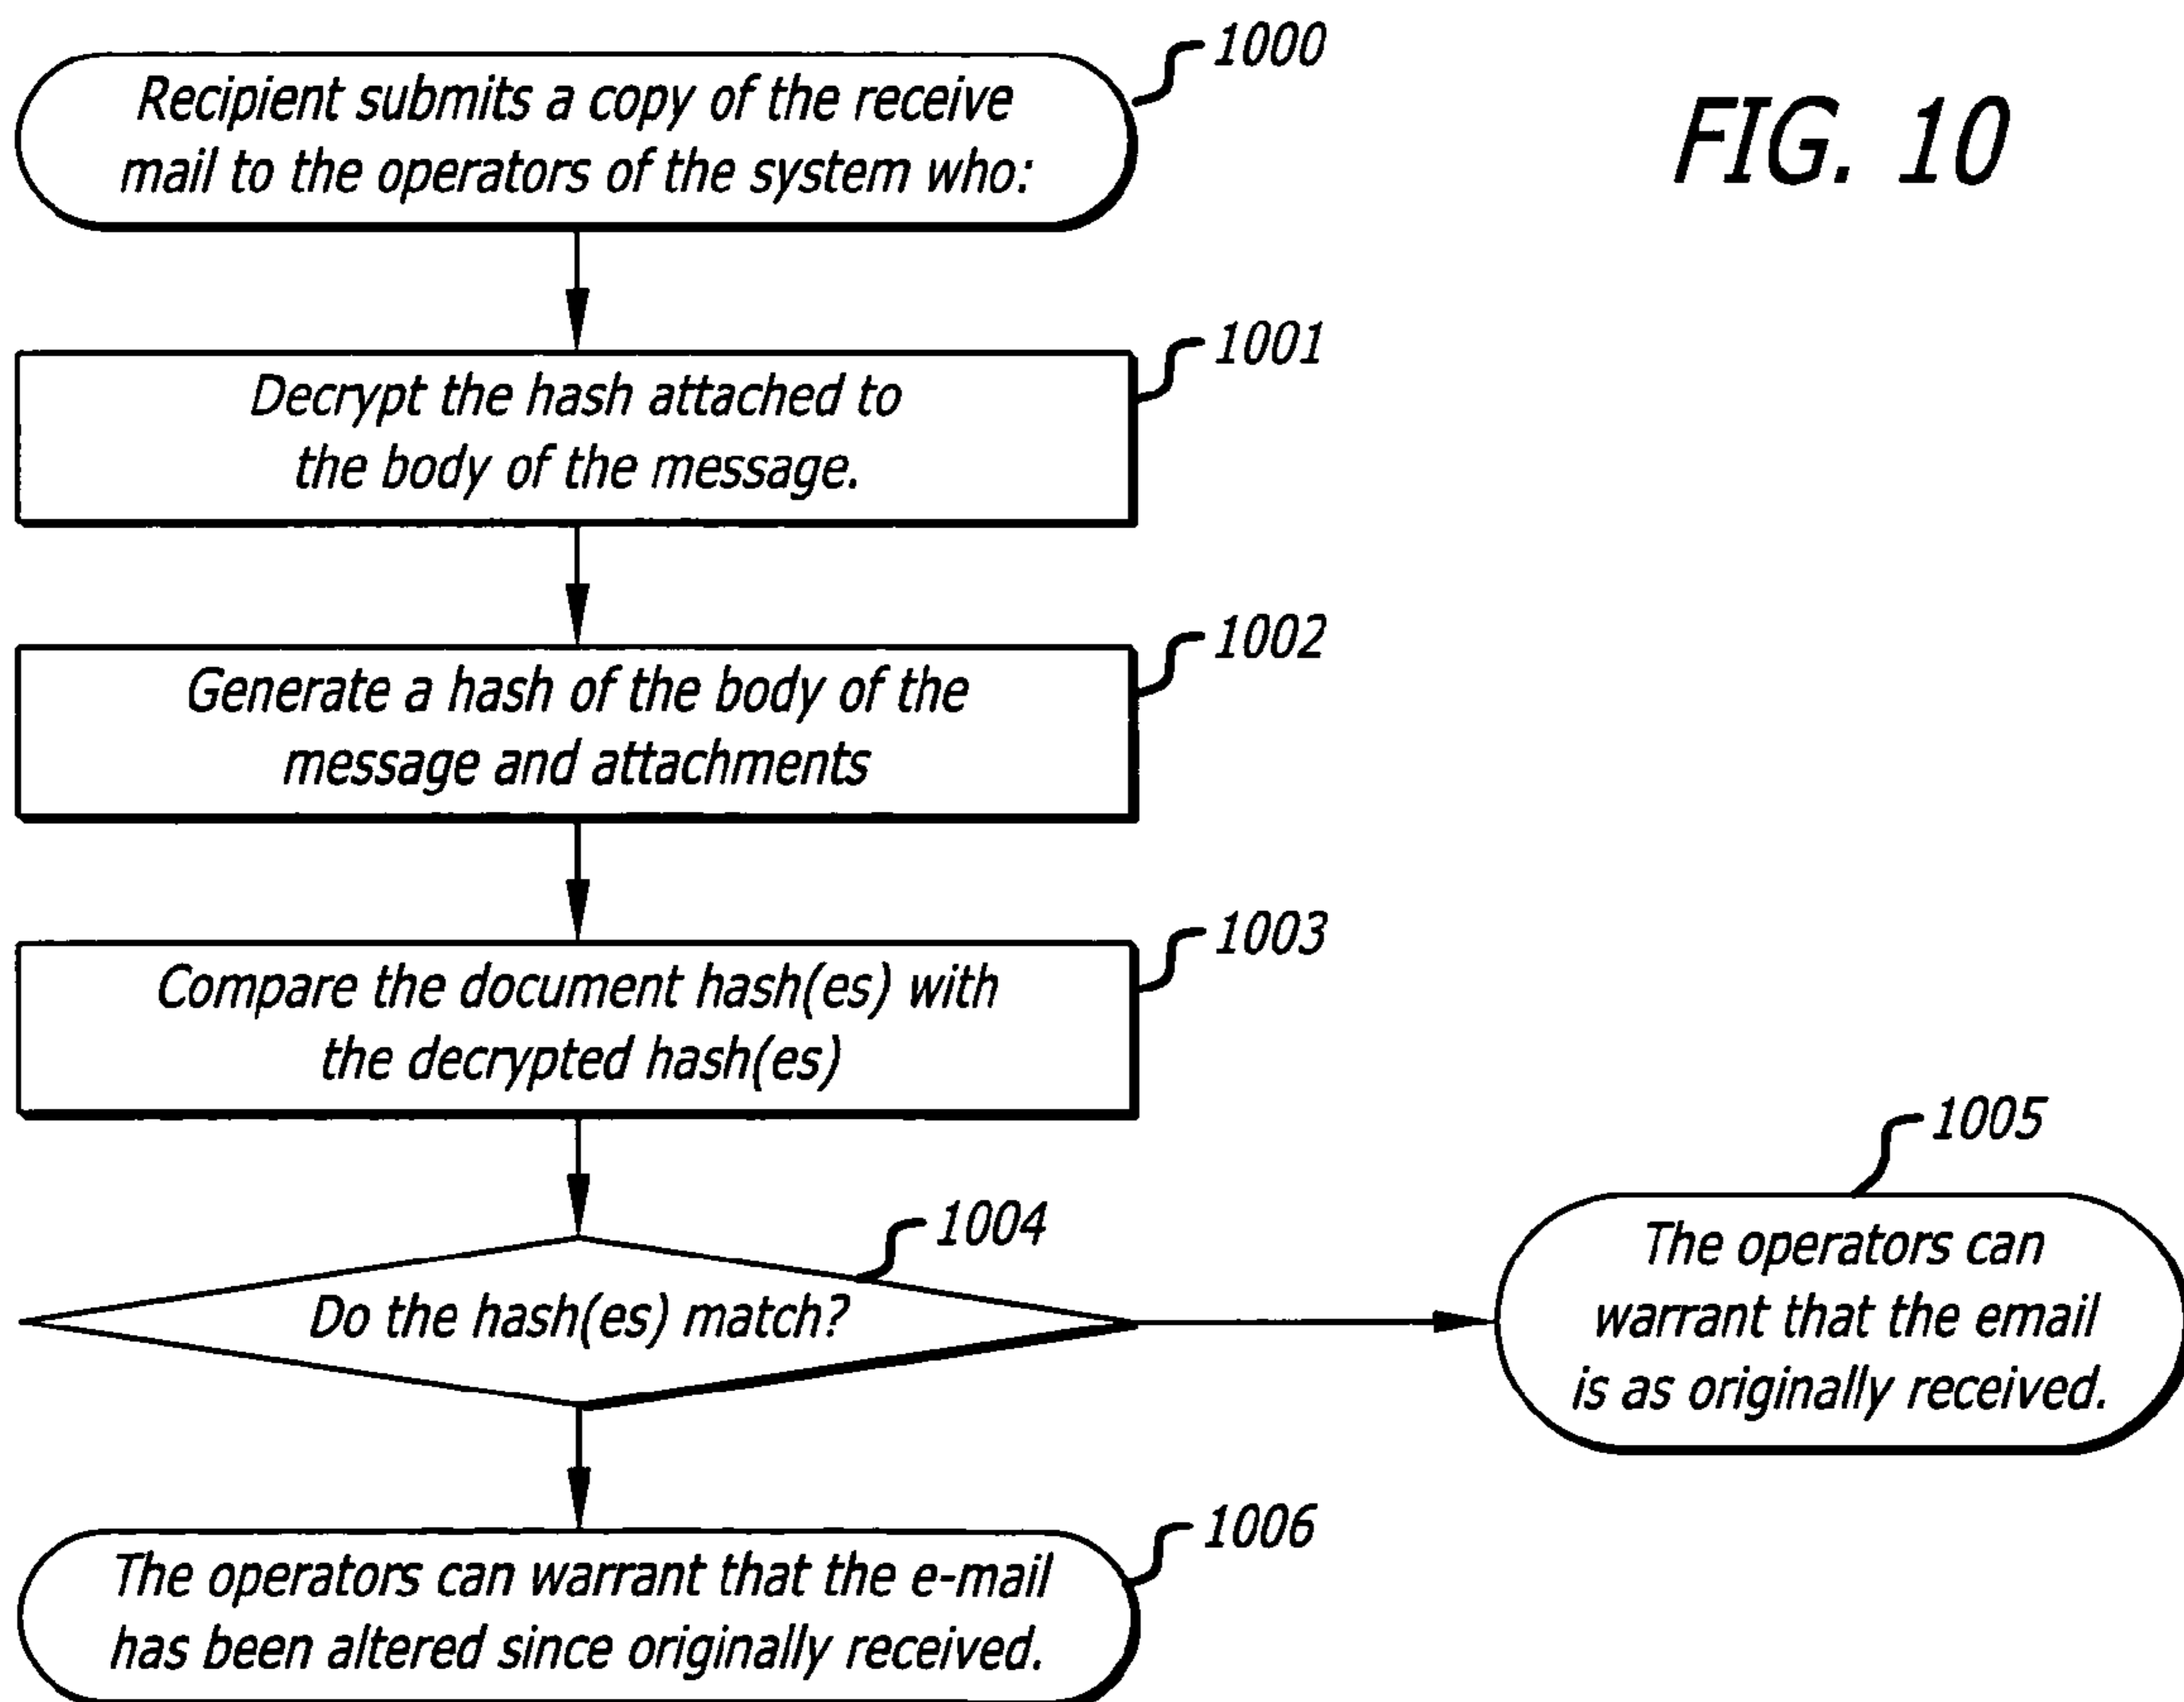 1000
Recipient submits a copy of the receive
mail to the operators of the system who:
FIG. 10
1001
Decrypt the hash attached to
the body of the message.
1002
Generate a hash of the body of the
message and attachments
1003
Compare the document hash(es) with
the decrypted hash(es)
1004
Do the hash(es) match?
1005
The operators can
warrant that the email
is as originally received.
1006
The operators can warrant that the e-mail
has been altered since originally received.